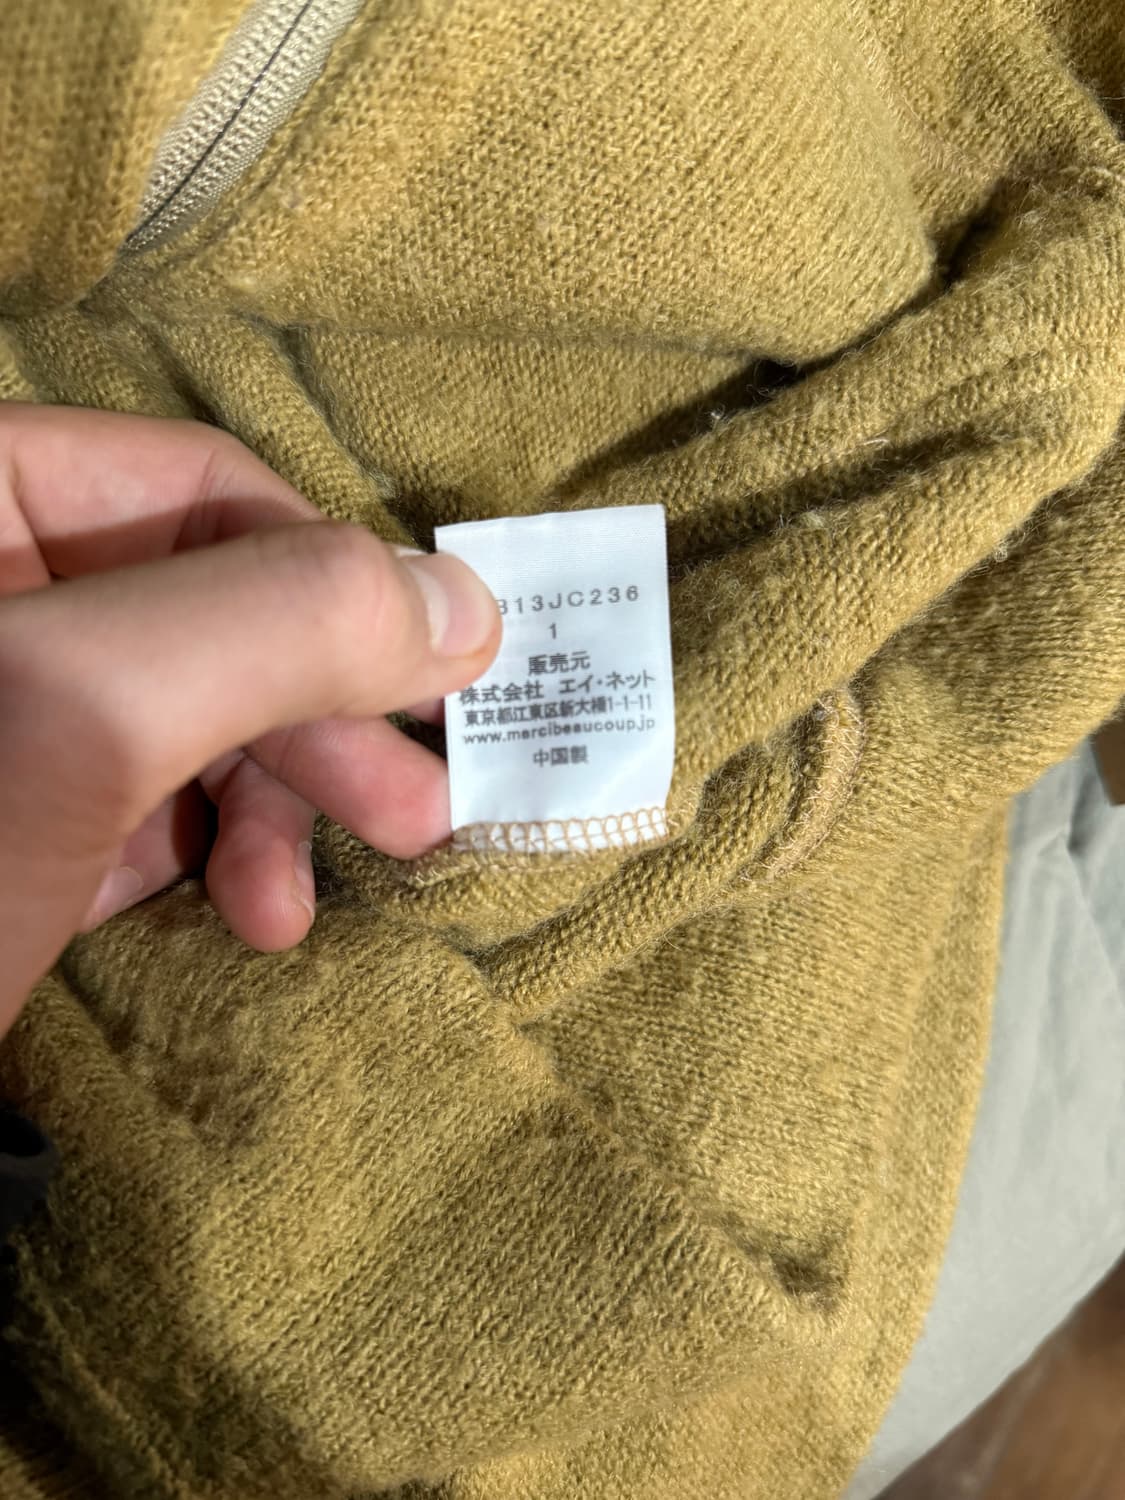 B13JC236
1
販売元
株式会社 エイ・ネット
東京都江東区新大橋1-1-11
www.mercibeaucoup.jp
中国製